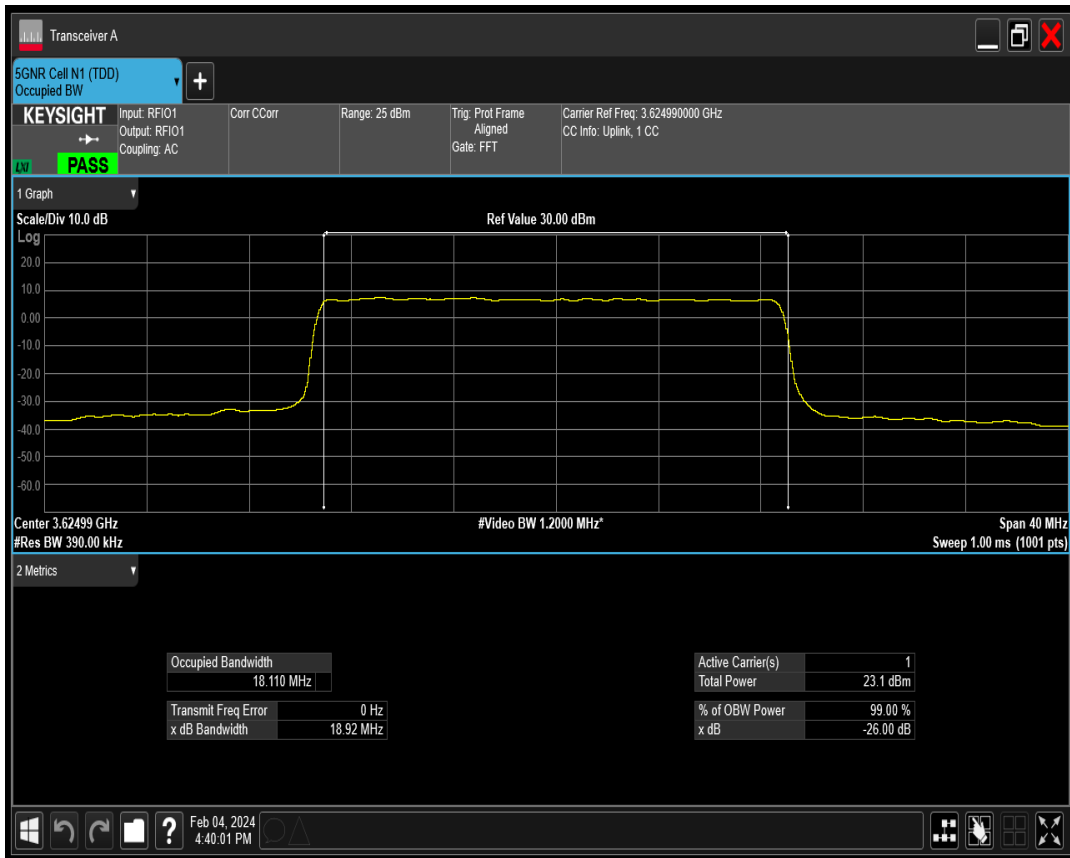 Transceiver A
5GNR Cell N1 (TDD)
Occupied BW
+
KEYSIGHT
LXI
PASS
Input: RFIO1
Output: RFIO1
Coupling: AC
Corr CCorr
Range: 25 dBm
Trig: Prot Frame
Aligned
Gate: FFT
Carrier Ref Freq: 3.624990000 GHz
CC Info: Uplink, 1 CC
1 Graph
Scale/Div 10.0 dB
Ref Value 30.00 dBm
Log
20.0
10.0
0.00
-10.0
-20.0
-30.0
-40.0
-50.0
-60.0
Center 3.62499 GHz
#Video BW 1.2000 MHz*
Span 40 MHz
#Res BW 390.00 kHz
Sweep 1.00 ms (1001 pts)
2 Metrics
Occupied Bandwidth
18.110 MHz
Transmit Freq Error 0 Hz
x dB Bandwidth 18.92 MHz
Active Carrier(s) 1
Total Power 23.1 dBm
% of OBW Power 99.00 %
x dB -26.00 dB
?
Feb 04, 2024
4:40:01 PM